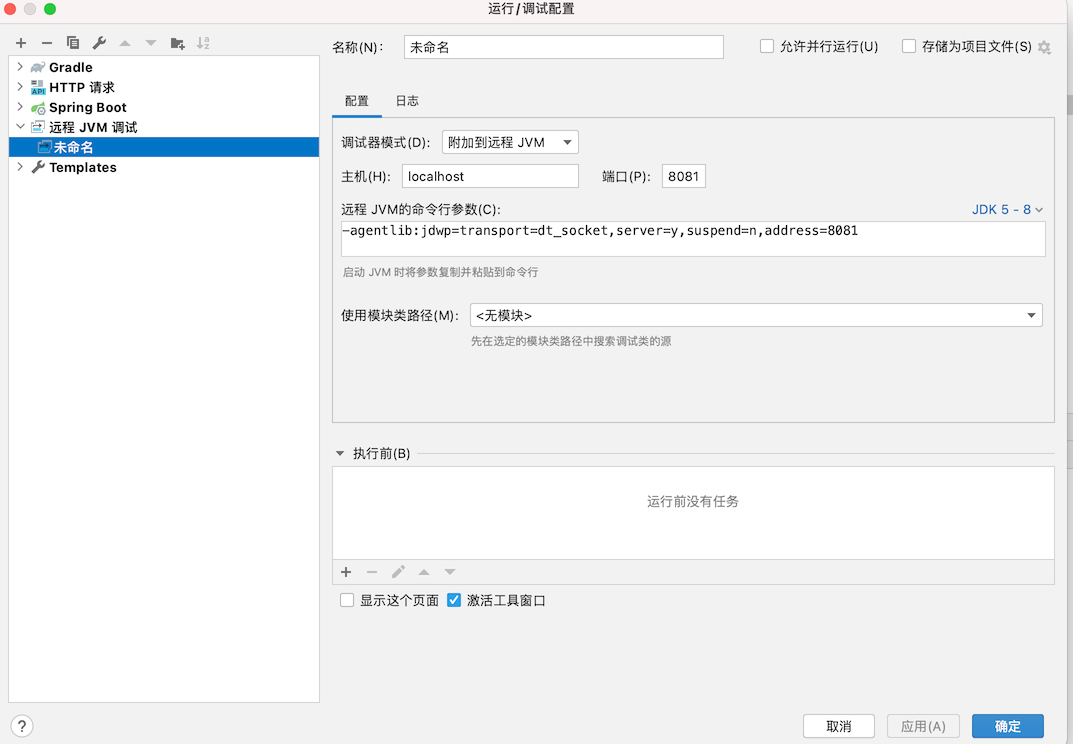 运行/调试配置
Gradle
HTTP 请求
Spring Boot
远程 JVM 调试
未命名
Templates
名称(N): 未命名 允许并行运行(U) 存储为项目文件(S)
配置 日志
调试器模式(D): 附加到远程 JVM
主机(H): localhost 端口(P): 8081
远程 JVM的命令行参数(C): JDK 5 - 8
-agentlib:jdwp=transport=dt_socket,server=y,suspend=n,address=8081
启动 JVM 时将参数复制并粘贴到命令行
使用模块类路径(M): <无模块>
先在选定的模块类路径中搜索调试类的源
执行前(B)
运行前没有任务
显示这个页面 激活工具窗口
? 取消 应用(A) 确定